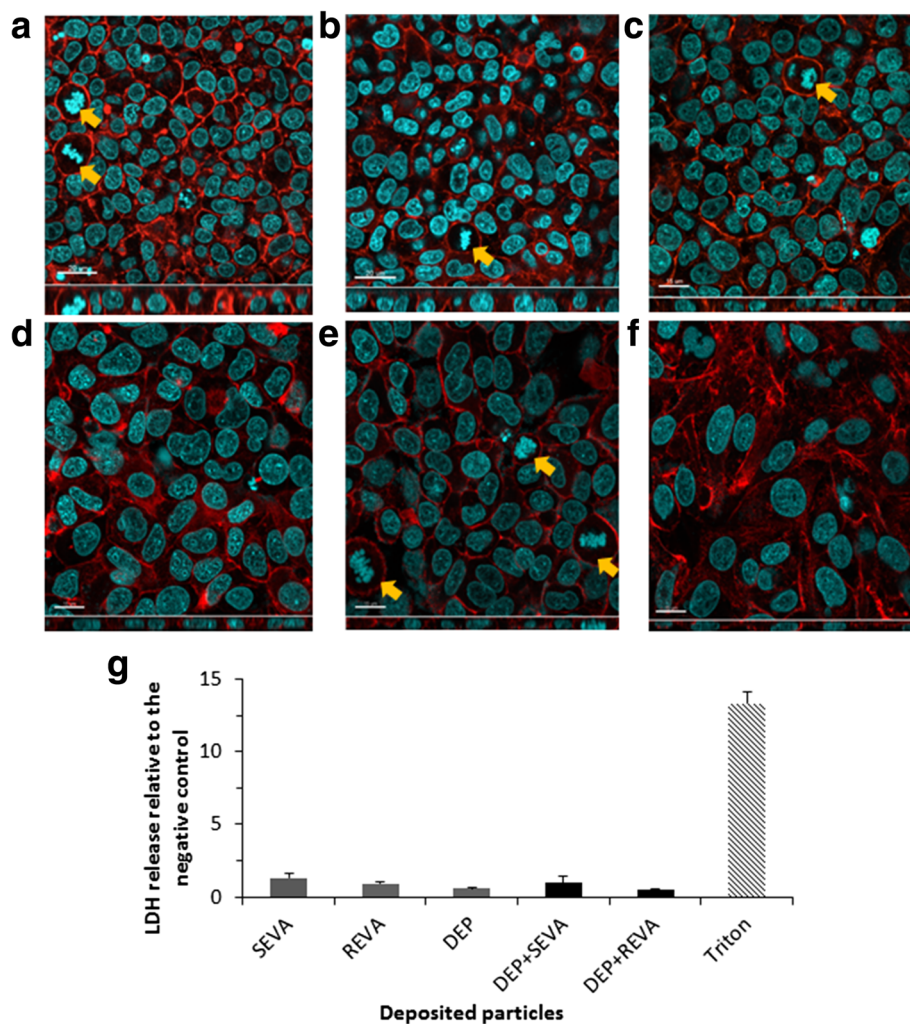 a
b
c
d
e
f
g
LDH release relative to the
negative control
15
10
5
0
SEVA
REVA
DEP
DEP+SEVA
DEP+REVA
Triton
Deposited particles